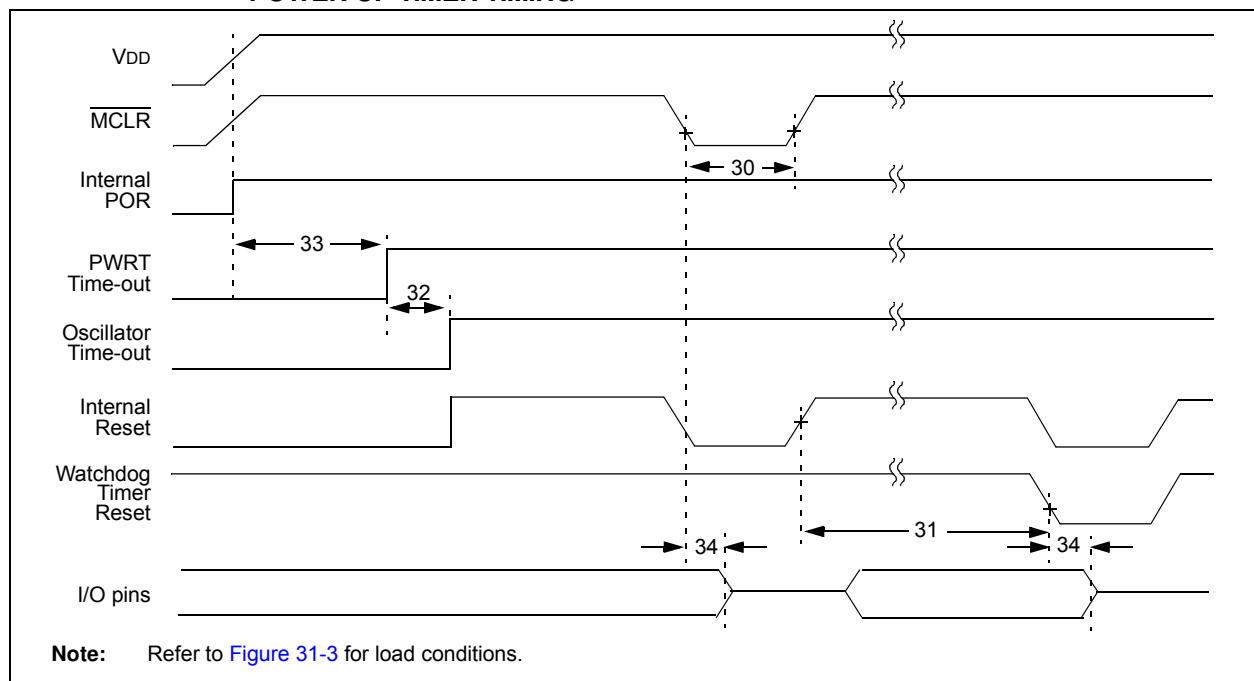 POWER-UP TIMER TIMING
VDD
MCLR
Internal
POR
30
33
PWRT
Time-out
32
Oscillator
Time-out
Internal
Reset
Watchdog
Timer
Reset
31
34
34
I/O pins
Note: Refer to Figure 31-3 for load conditions.